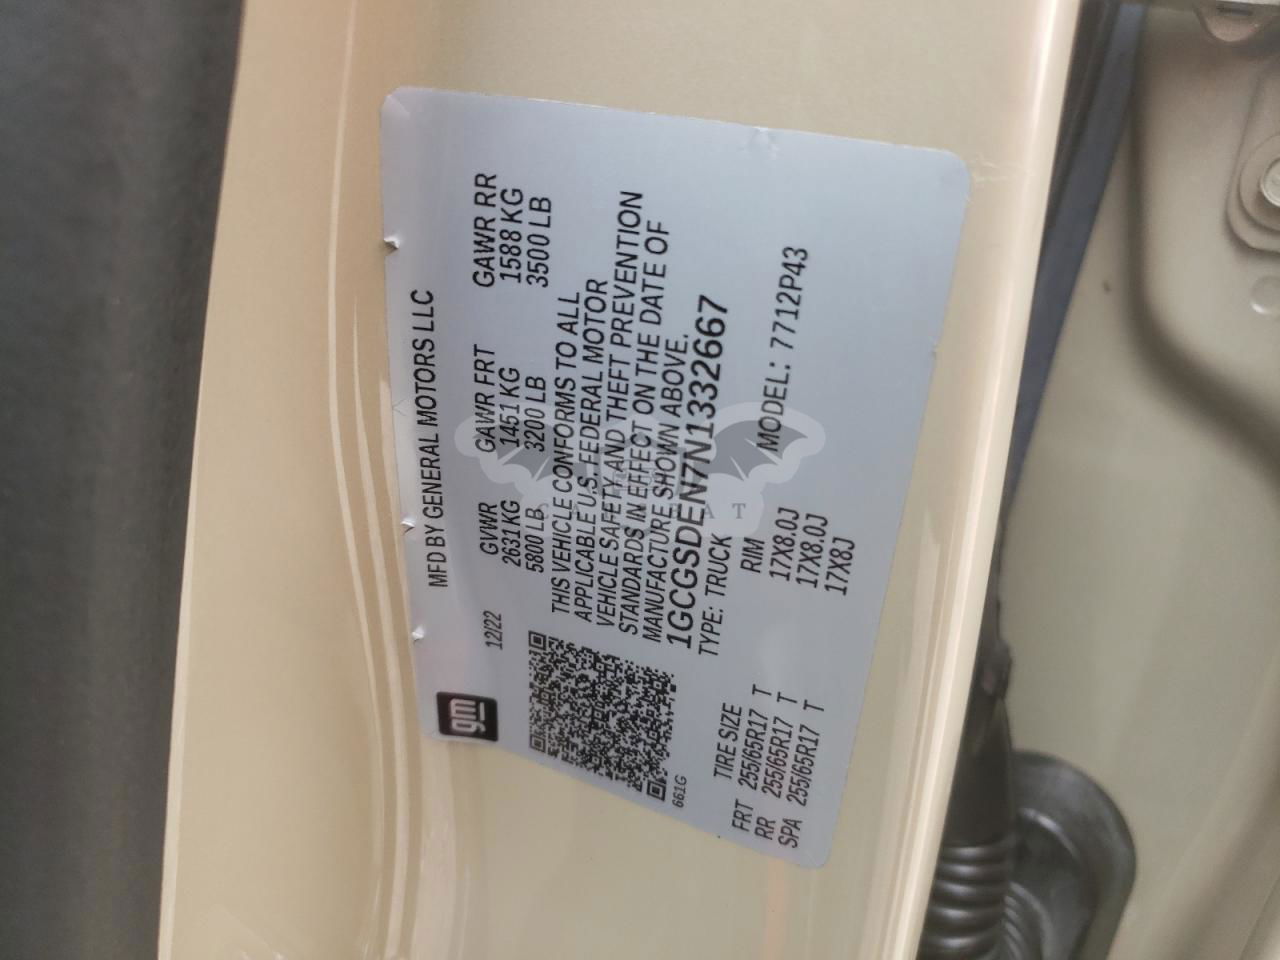 MFD BY GENERAL MOTORS LLC
gm
12/22
GVWR GAWR FRT GAWR RR
2631KG 1451 KG 1588 KG
5800 LB 3200 LB 3500 LB
THIS VEHICLE CONFORMS TO ALL
APPLICABLE U.S. FEDERAL MOTOR
VEHICLE SAFETY AND THEFT PREVENTION
STANDARDS IN EFFECT ON THE DATE OF
MANUFACTURE SHOWN ABOVE.
1GCGSDEN7N1332667
TYPE: TRUCK
661G
MODEL: 7712P43
TIRE SIZE RIM
FRT 255/65R17 T 17X8.0J
RR 255/65R17 T 17X8.0J
SPA 255/65R17 T 17X8J